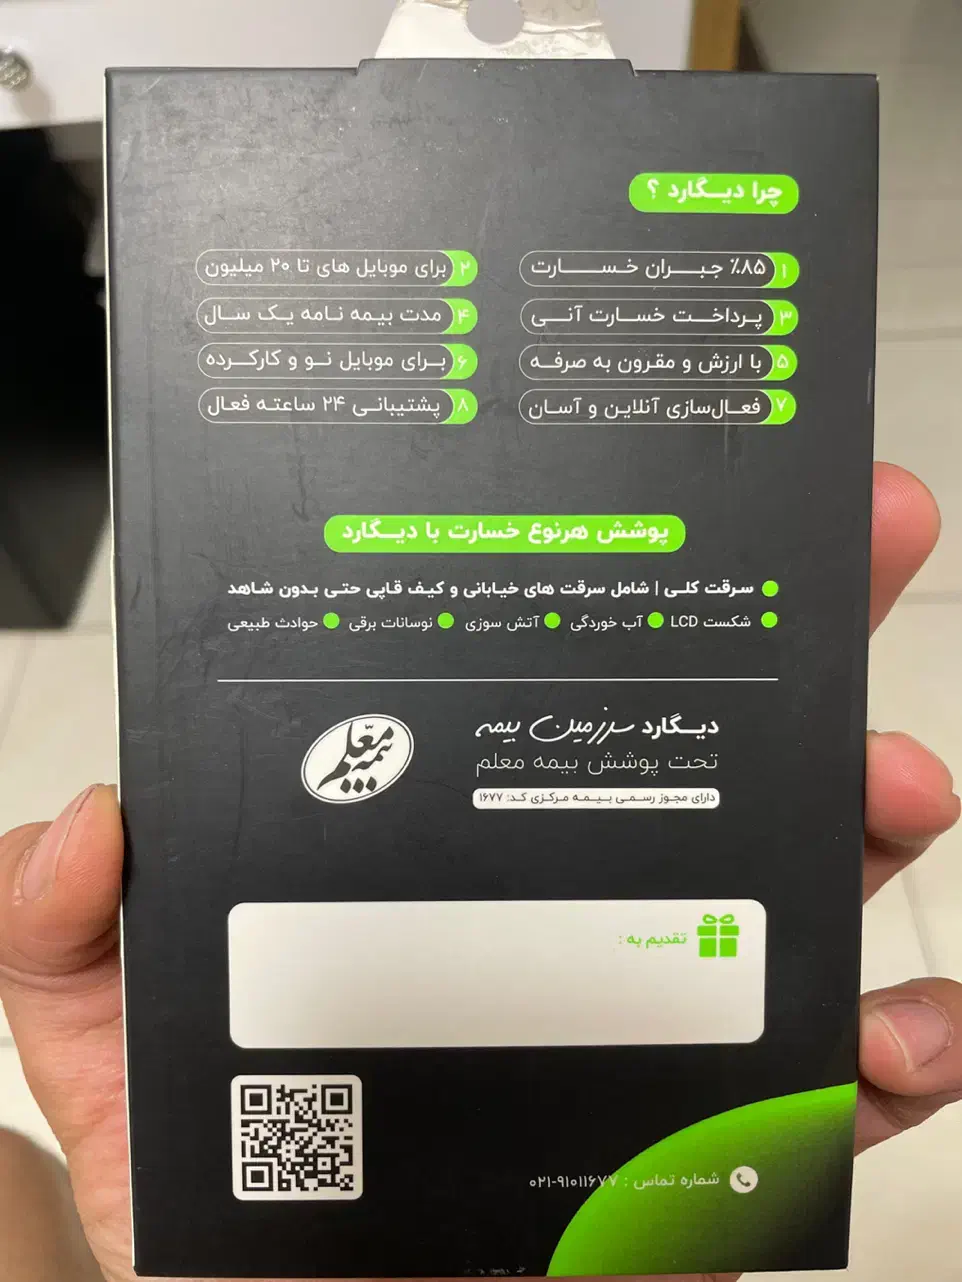 چرا دیگارد ؟
۱ ۸۵٪ جبران خسارت
۲ برای موبایل های تا ۲۰ میلیون
۳ پرداخت خسارت آنی
۴ مدت بیمه نامه یک سال
۵ با ارزش و مقرون به صرفه
۶ برای موبایل نو و کارکرده
۷ فعال‌سازی آنلاین و آسان
۸ پشتیبانی ۲۴ ساعته فعال
پوشش هرنوع خسارت با دیگارد
سرقت کلی | شامل سرقت های خیابانی و کیف قاپی حتی بدون شاهد
شکست LCD آب خوردگی آتش سوزی نوسانات برقی حوادث طبیعی
دیگارد سرزمین بیمه
تحت پوشش بیمه معلم
دارای مجوز رسمی بیمه مرکزی کد: ۱۶۷۷
بیمه معلّم
تقدیم به :
شماره تماس : ۰۲۱-۹۱۰۱۱۶۷۷